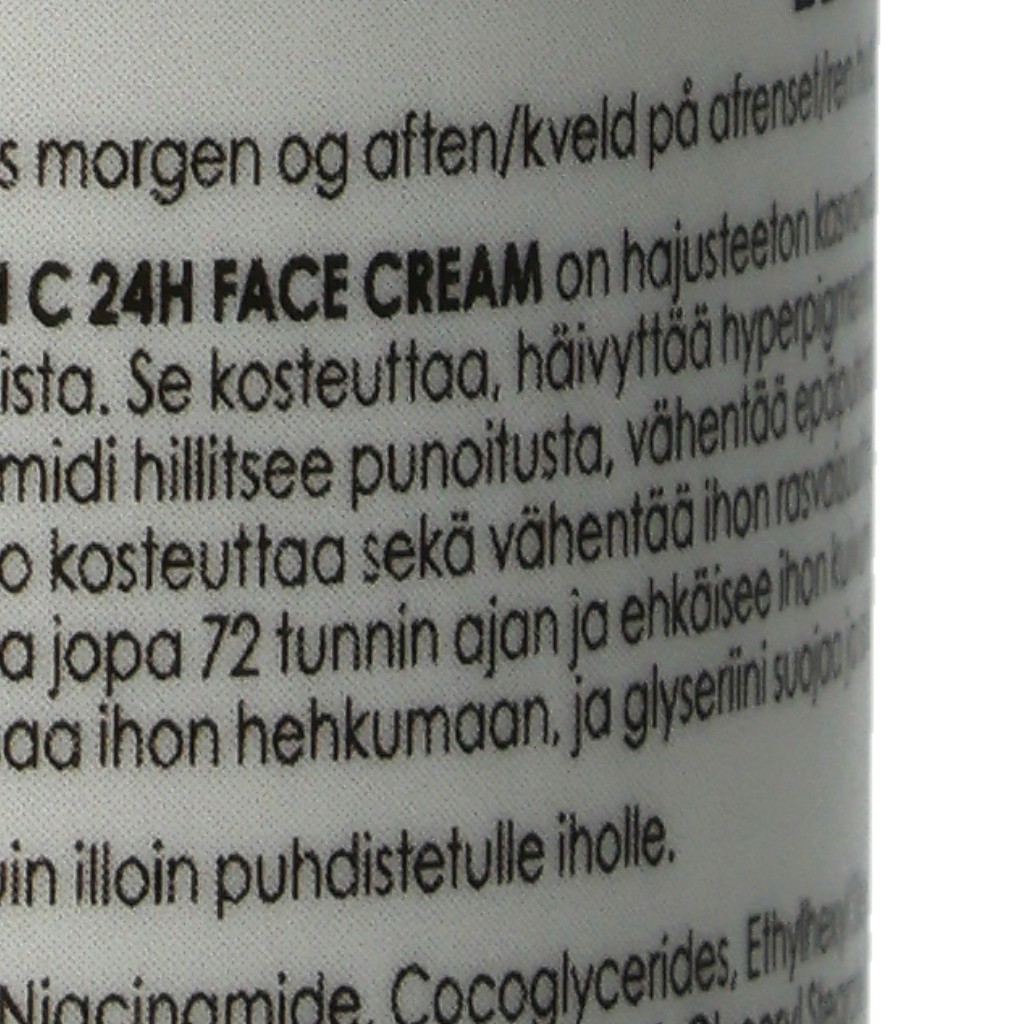 s morgen og aften/kveld på afrenset/ren
C 24H FACE CREAM on hajusteeton
ista. Se kosteuttaa, häivyttää
midi hillitsee punoitusta, vähentää
o kosteuttaa sekä vähentää ihon
a jopa 72 tunnin ajan ja ehkäisee ihon
aa ihon hehkumaan, ja glyseriini suojaa
in illoin puhdistetulle iholle.
Niacinamide, Cocoglycerides,